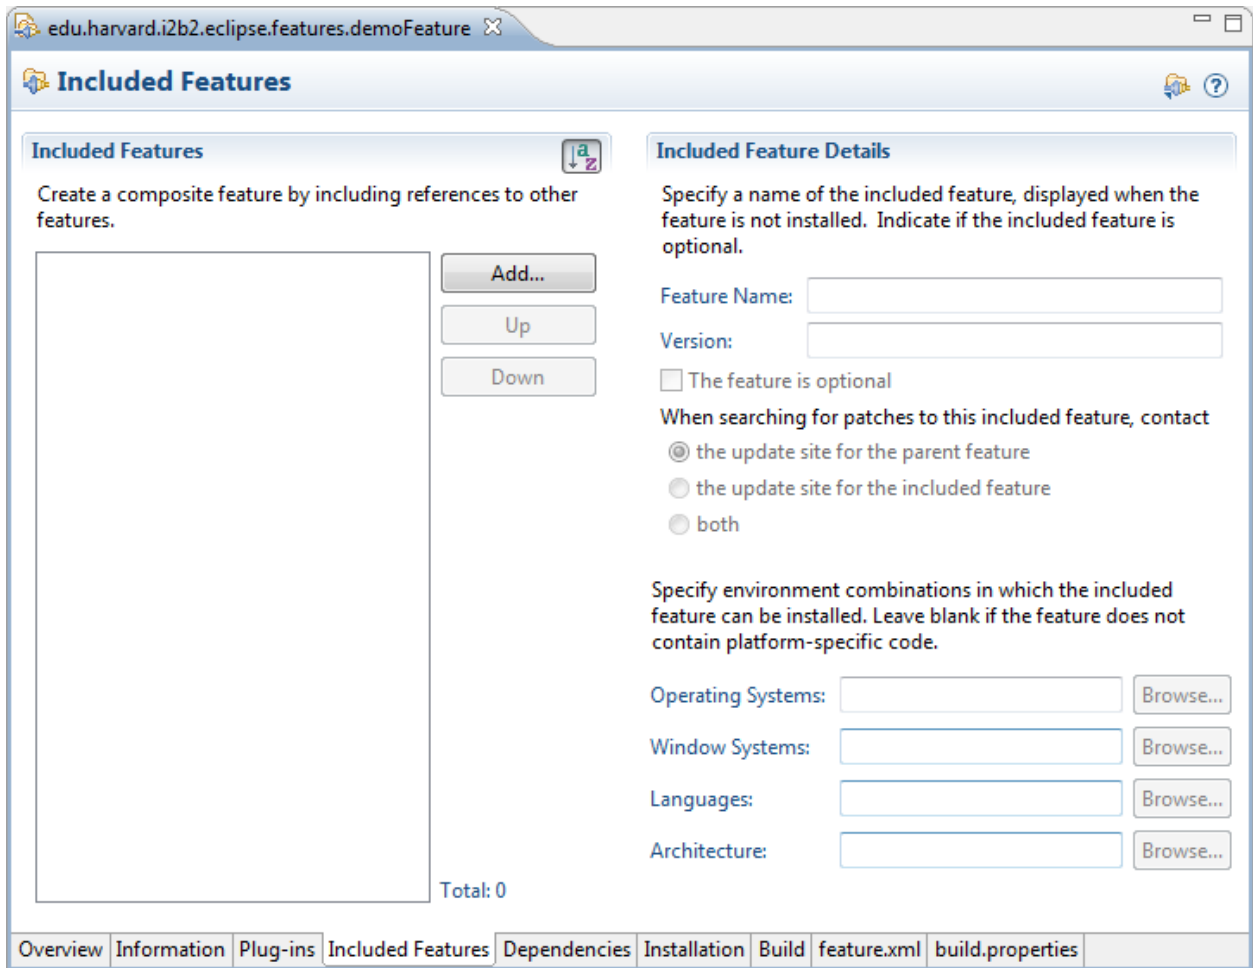 edu.harvard.i2b2.eclipse.features.demoFeature
Included Features
Included Features
a
z
Create a composite feature by including references to other
features.
Add...
Up
Down
Total: 0
Included Feature Details
Specify a name of the included feature, displayed when the
feature is not installed.  Indicate if the included feature is
optional.
Feature Name:
Version:
The feature is optional
When searching for patches to this included feature, contact
the update site for the parent feature
the update site for the included feature
both
Specify environment combinations in which the included
feature can be installed. Leave blank if the feature does not
contain platform-specific code.
Operating Systems: Browse...
Window Systems: Browse...
Languages: Browse...
Architecture: Browse...
Overview Information Plug-ins Included Features Dependencies Installation Build feature.xml build.properties